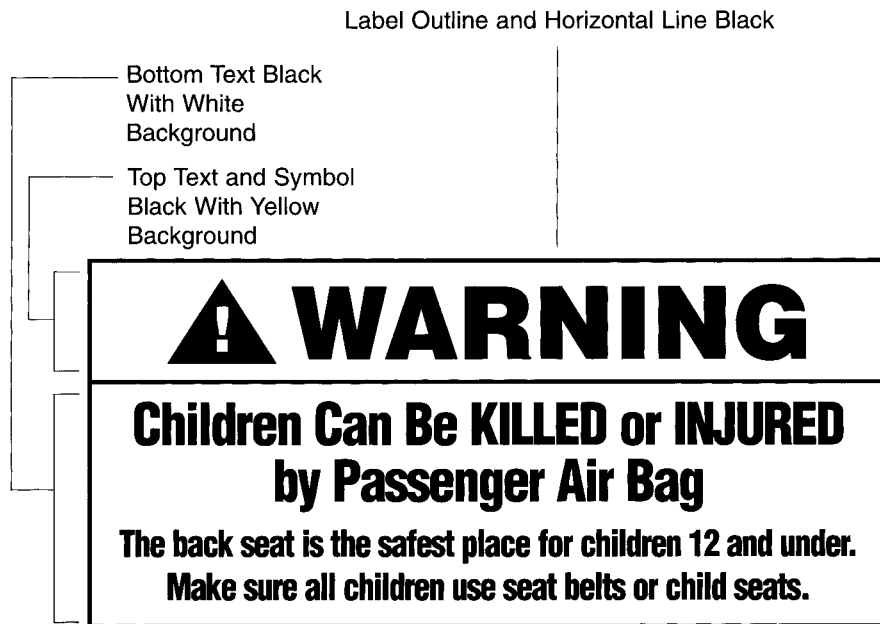 Label Outline and Horizontal Line Black
Bottom Text Black
With White
Background
Top Text and Symbol
Black With Yellow
Background
! WARNING
Children Can Be KILLED or INJURED
by Passenger Air Bag
The back seat is the safest place for children 12 and under.
Make sure all children use seat belts or child seats.